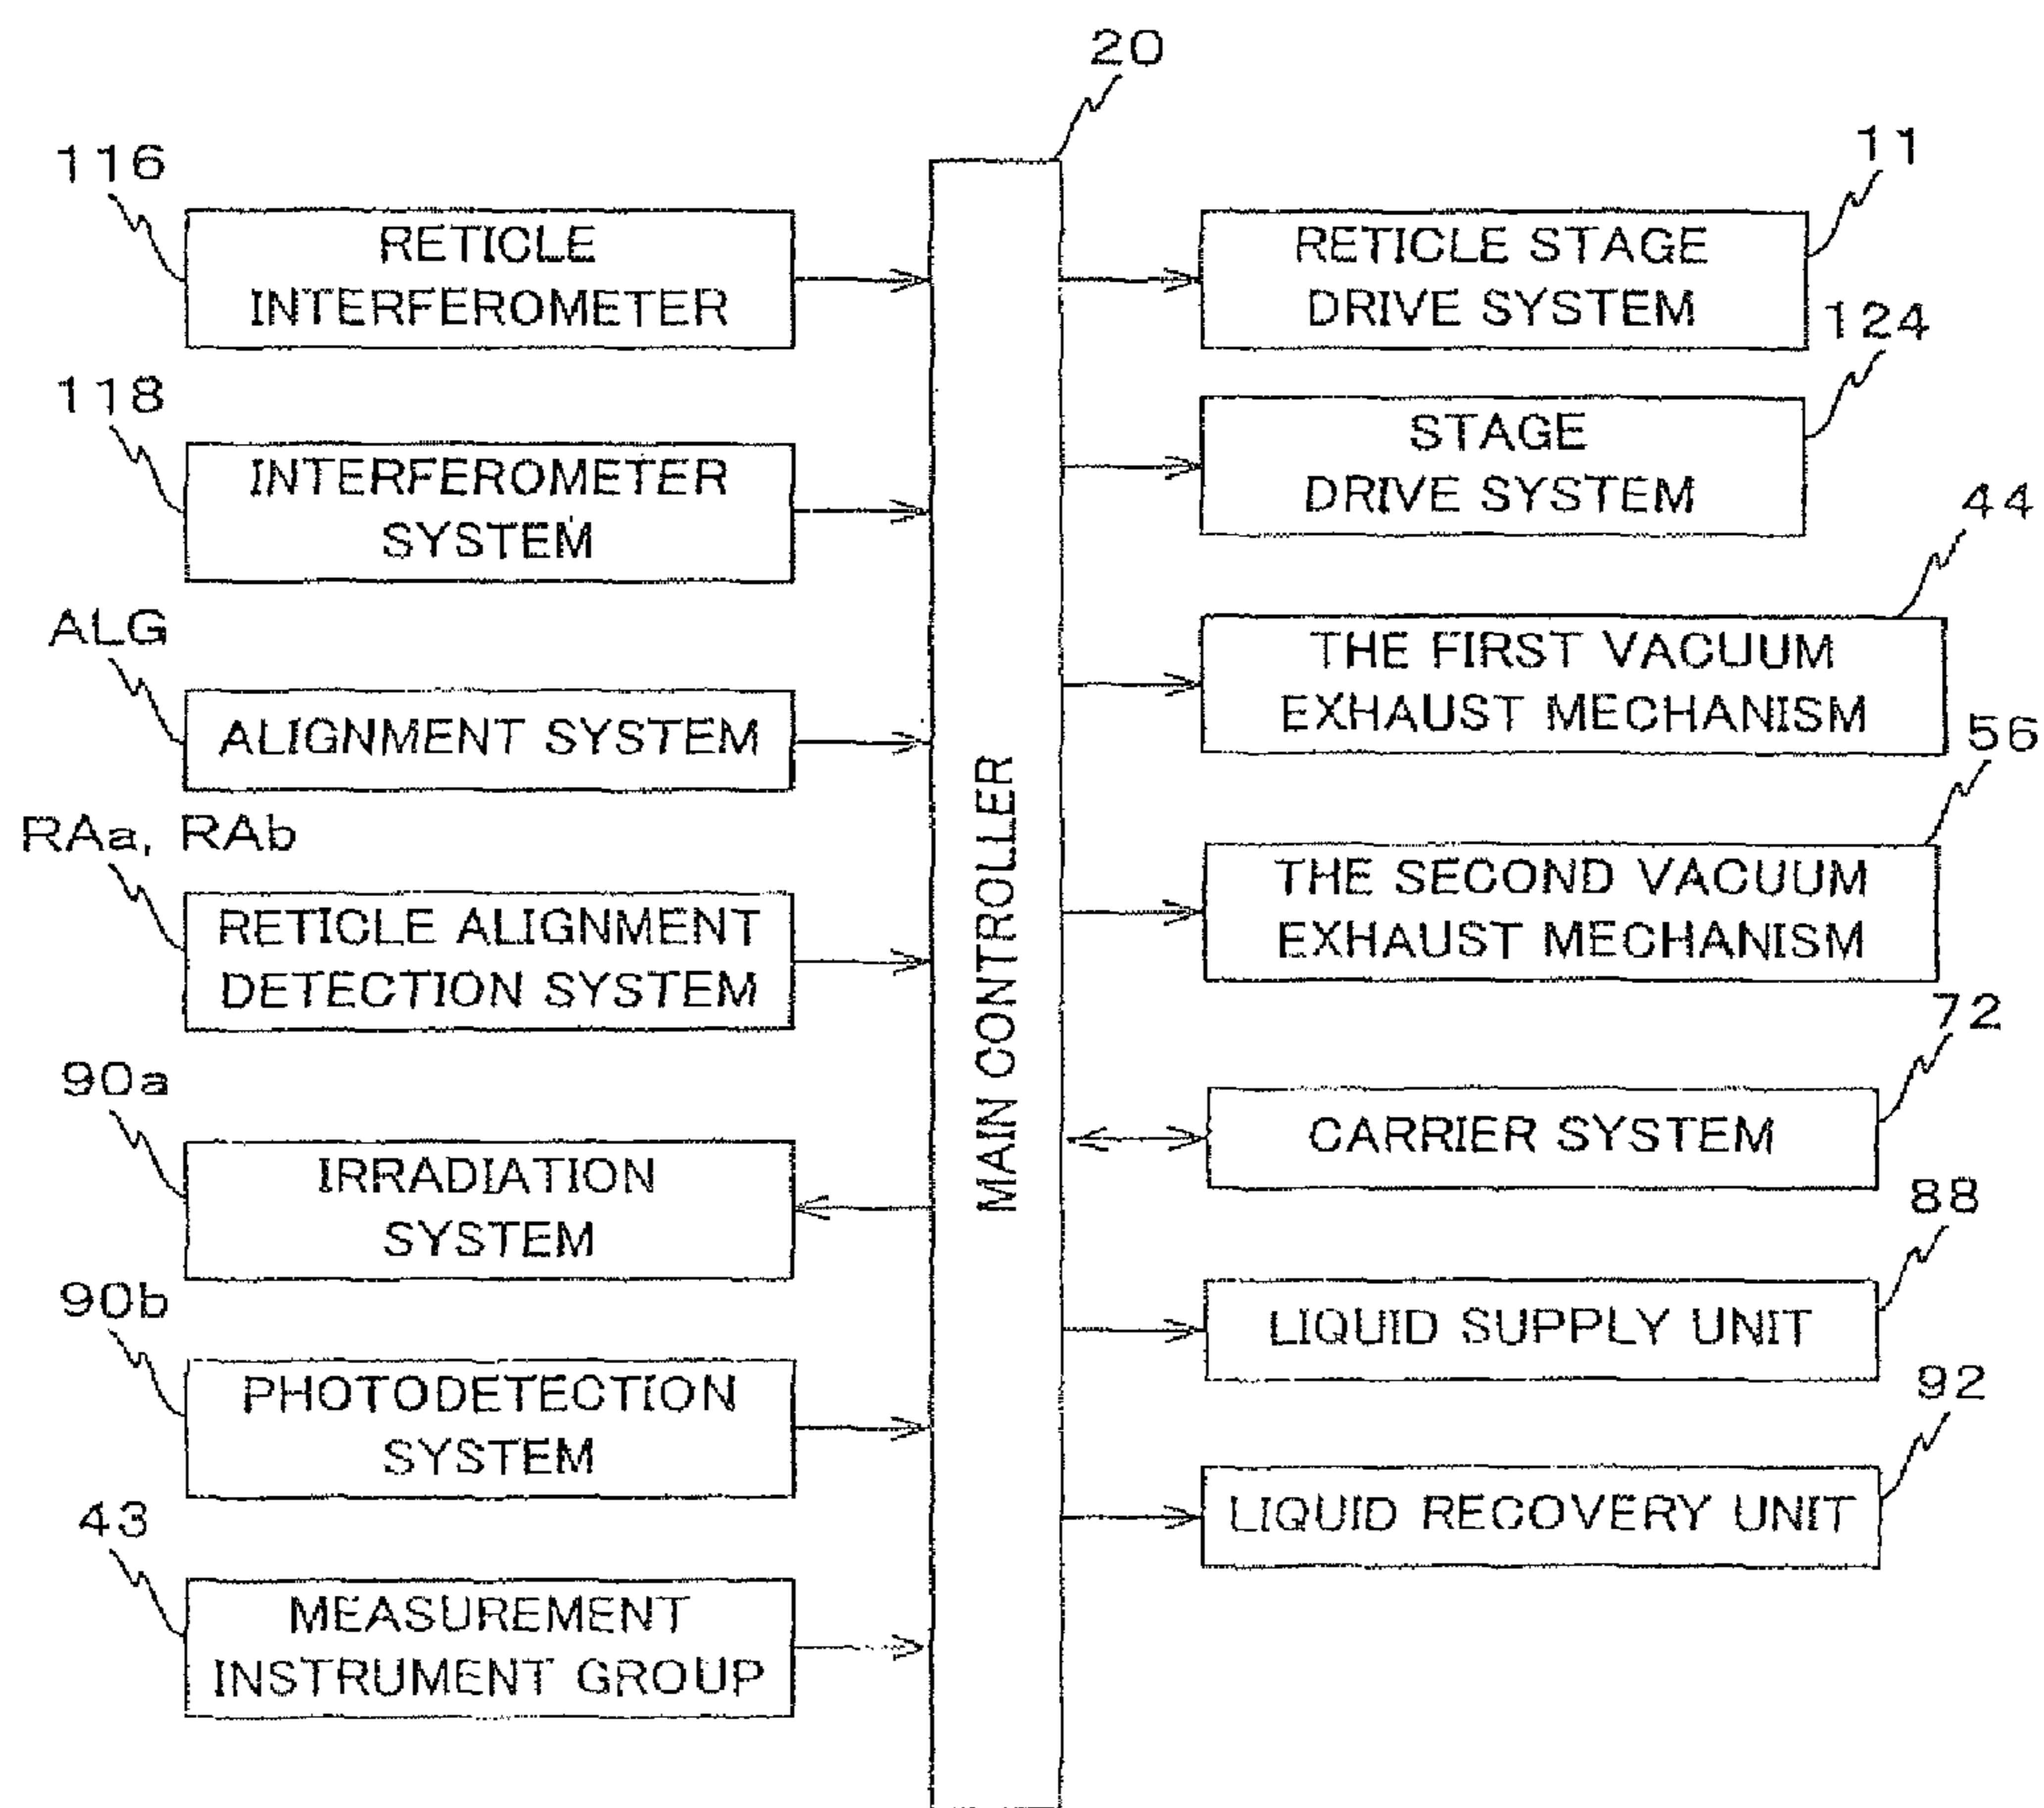 20
116
RETICLE
INTERFEROMETER
118
INTERFEROMETER
SYSTEM
ALG
ALIGNMENT SYSTEM
RAa, RAb
RETICLE ALIGNMENT
DETECTION SYSTEM
90a
IRRADIATION
SYSTEM
90b
PHOTODETECTION
SYSTEM
43
MEASUREMENT
INSTRUMENT GROUP
MAIN CONTROLLER
11
RETICLE STAGE
DRIVE SYSTEM
124
STAGE
DRIVE SYSTEM
44
THE FIRST VACUUM
EXHAUST MECHANISM
56
THE SECOND VACUUM
EXHAUST MECHANISM
72
CARRIER SYSTEM
88
LIQUID SUPPLY UNIT
92
LIQUID RECOVERY UNIT